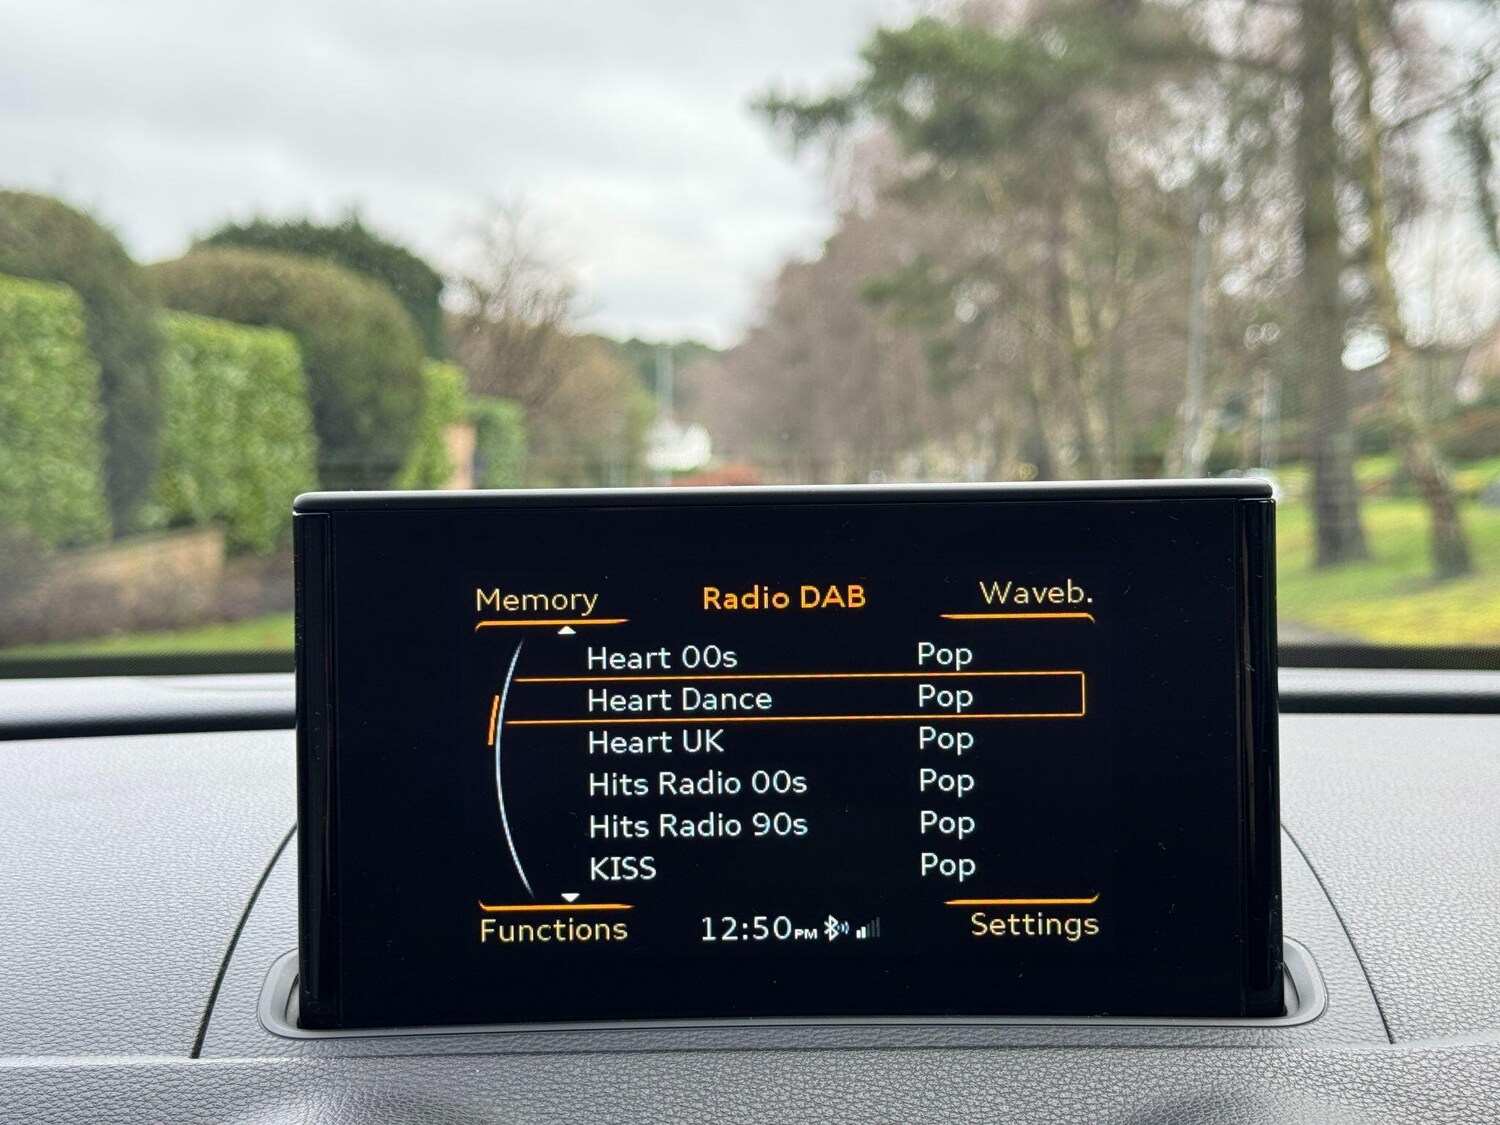 Memory Radio DAB Waveb.
Heart 00s Pop
Heart Dance Pop
Heart UK Pop
Hits Radio 00s Pop
Hits Radio 90s Pop
KISS Pop
Functions 12:50PM Settings